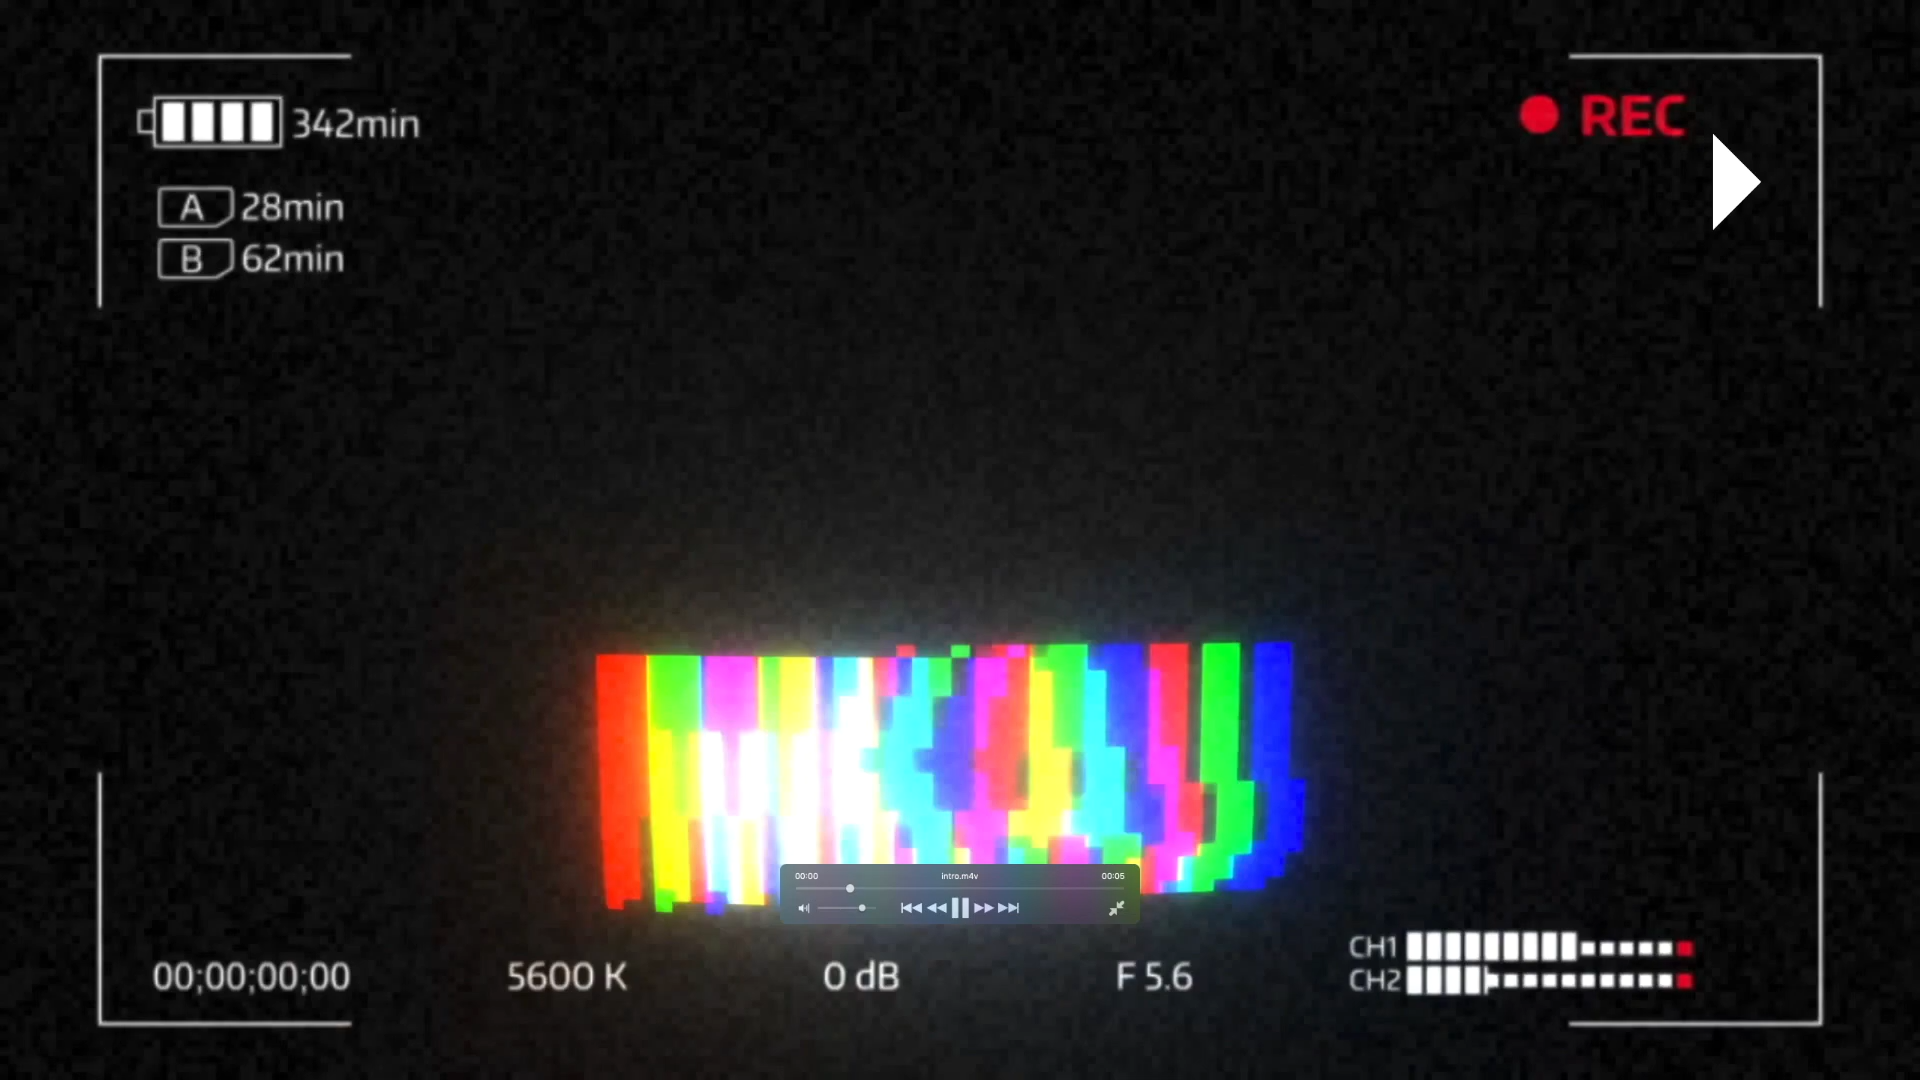 342min
REC
A 28min
B 62min
00:00 intro.m4v 00:05
00;00;00;00 5600 K 0 dB F 5.6
CH1
CH2